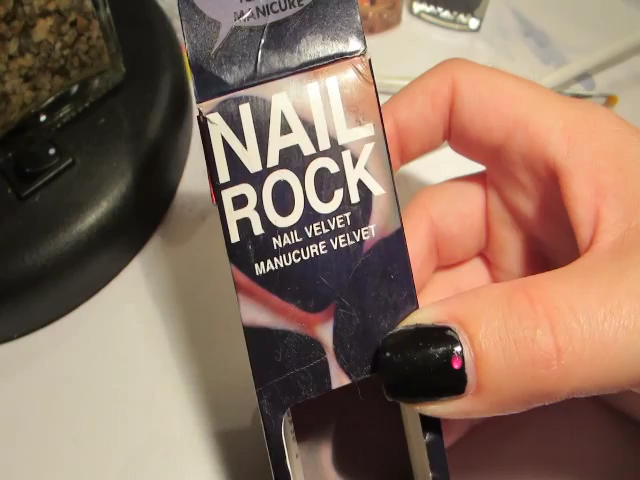 MANICURE
NAIL
ROCK
NAIL VELVET
MANUCURE VELVET